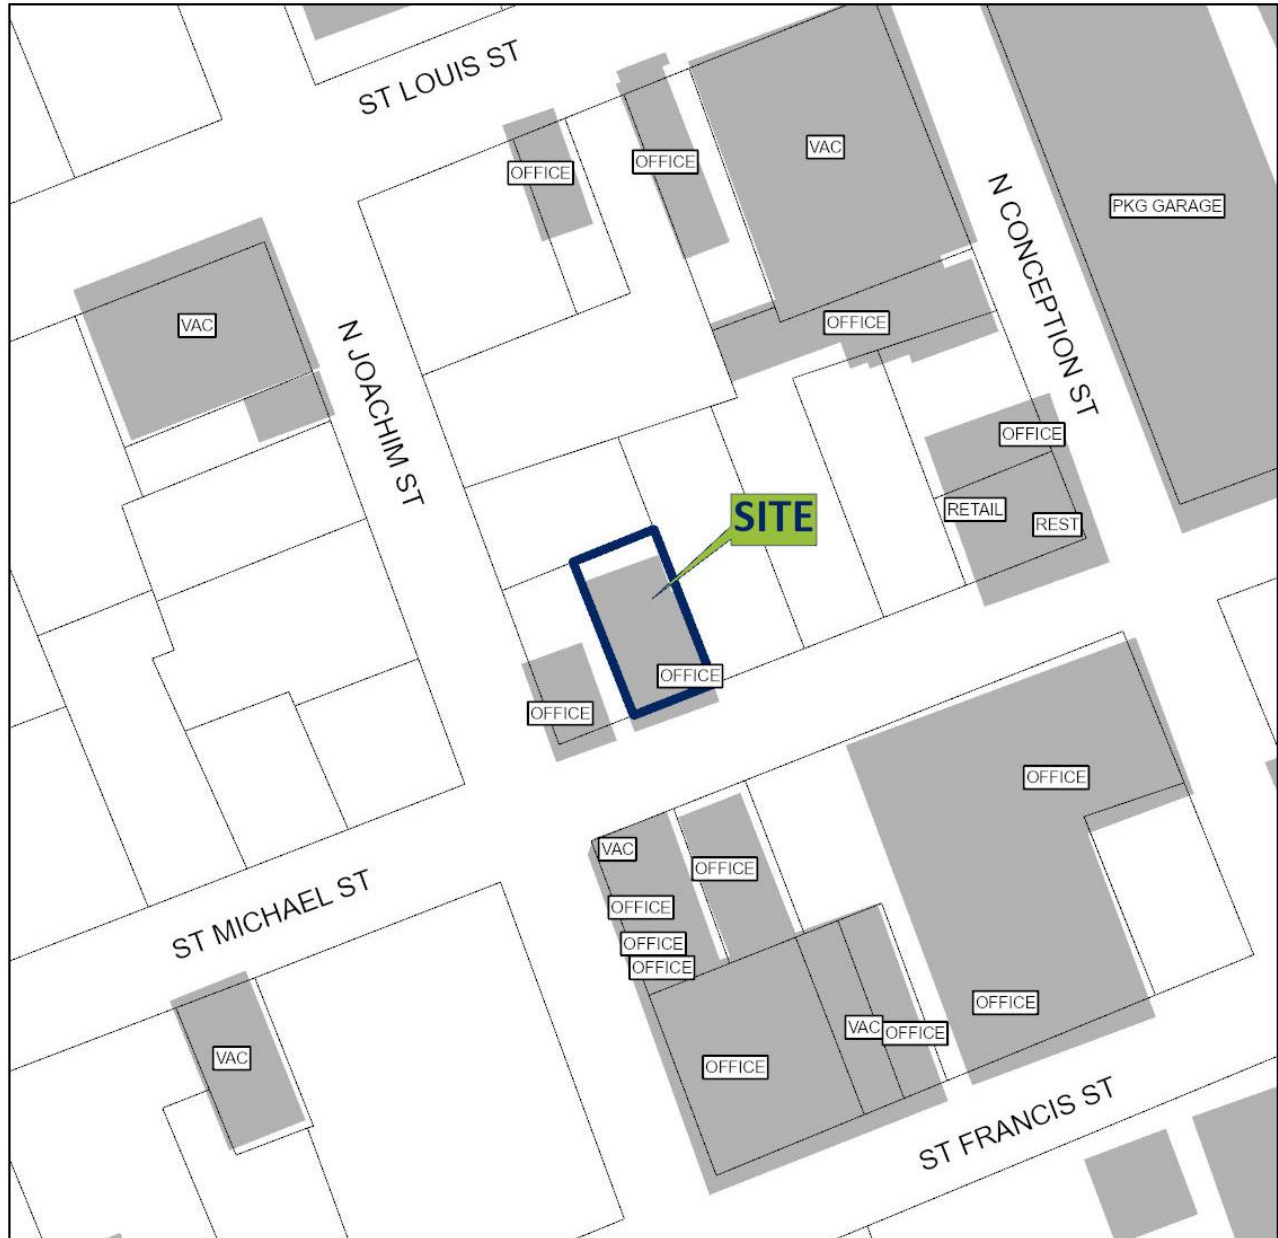 ST LOUIS ST
VAC
OFFICE
OFFICE
PKG GARAGE
N CONCEPTION ST
VAC
OFFICE
N JOACHIM ST
OFFICE
RETAIL
REST
SITE
OFFICE
OFFICE
OFFICE
VAC
OFFICE
ST MICHAEL ST
OFFICE
OFFICE
OFFICE
OFFICE
VAC
OFFICE
VAC
OFFICE
ST FRANCIS ST